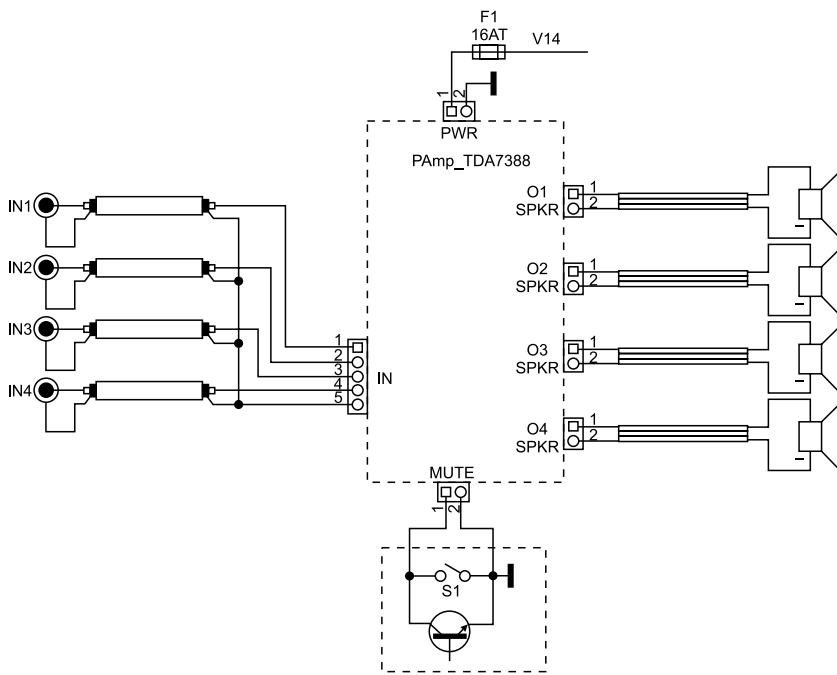 F1
16AT
V14
1
2
PWR
PAmp_TDA7388
IN1
IN2
IN3
IN4
1
2
3
4
5
IN
O1
SPKR
1
2
O2
SPKR
1
2
O3
SPKR
1
2
O4
SPKR
1
2
MUTE
1
2
S1